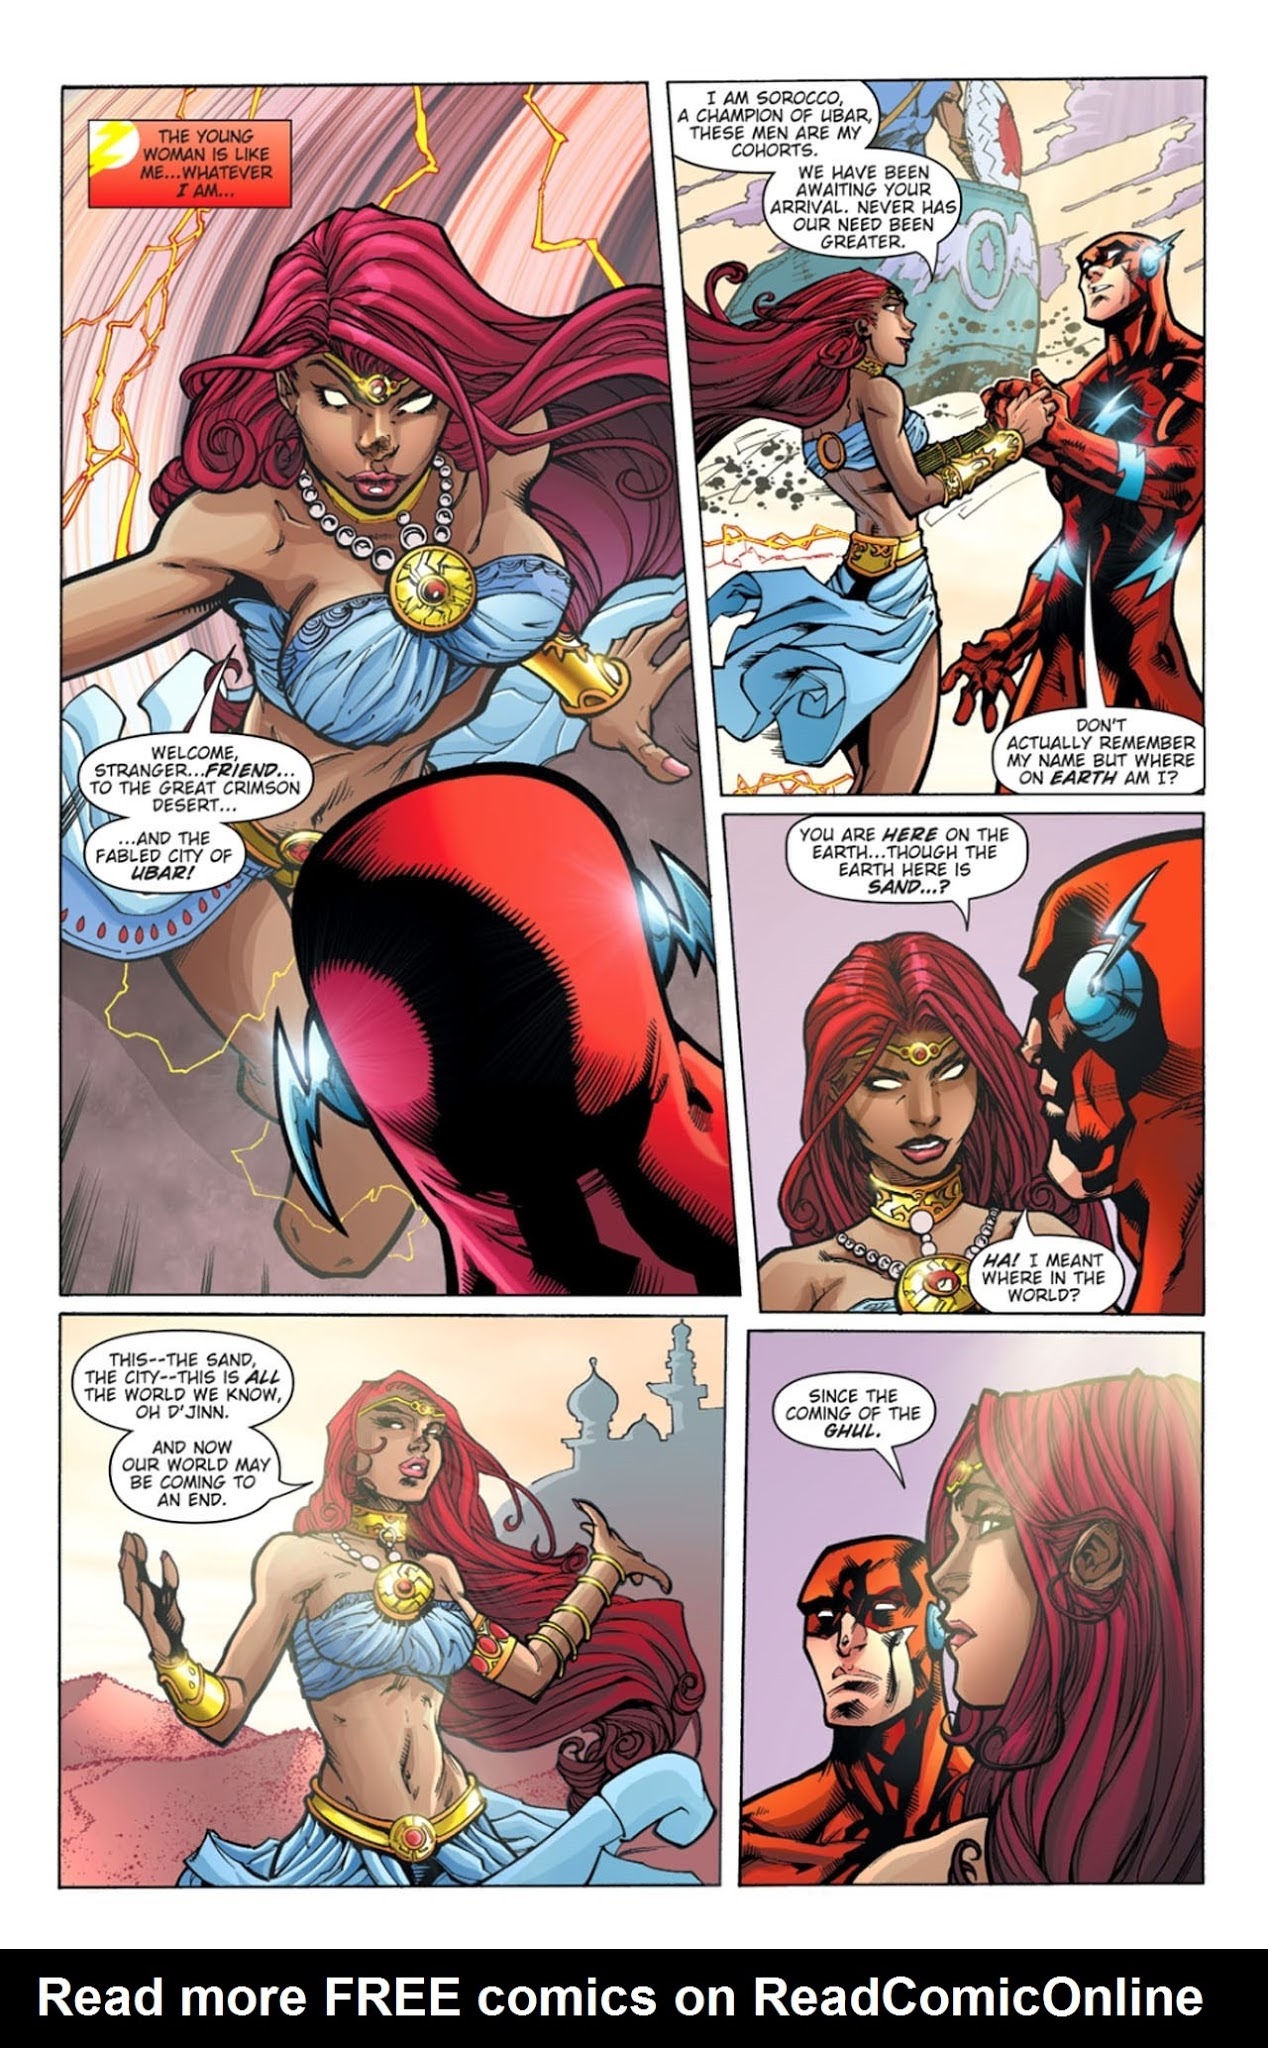 THE YOUNG
WOMAN IS LIKE
ME...WHATEVER
I AM...
WELCOME,
STRANGER...FRIEND...
TO THE GREAT CRIMSON
DESERT...
...AND THE
FABLED CITY OF
UBAR!
I AM SOROCCO,
A CHAMPION OF UBAR,
THESE MEN ARE MY
COHORTS.
WE HAVE BEEN
AWAITING YOUR
ARRIVAL. NEVER HAS
OUR NEED BEEN
GREATER.
DON'T
ACTUALLY REMEMBER
MY NAME BUT WHERE
ON EARTH AM I?
YOU ARE HERE ON THE
EARTH...THOUGH THE
EARTH HERE IS
SAND...?
HA! I MEANT
WHERE IN THE
WORLD?
THIS--THE SAND,
THE CITY--THIS IS ALL
THE WORLD WE KNOW,
OH D'JINN.
AND NOW
OUR WORLD MAY
BE COMING TO
AN END.
SINCE THE
COMING OF THE
GHUL.
Read more FREE comics on ReadComicOnline